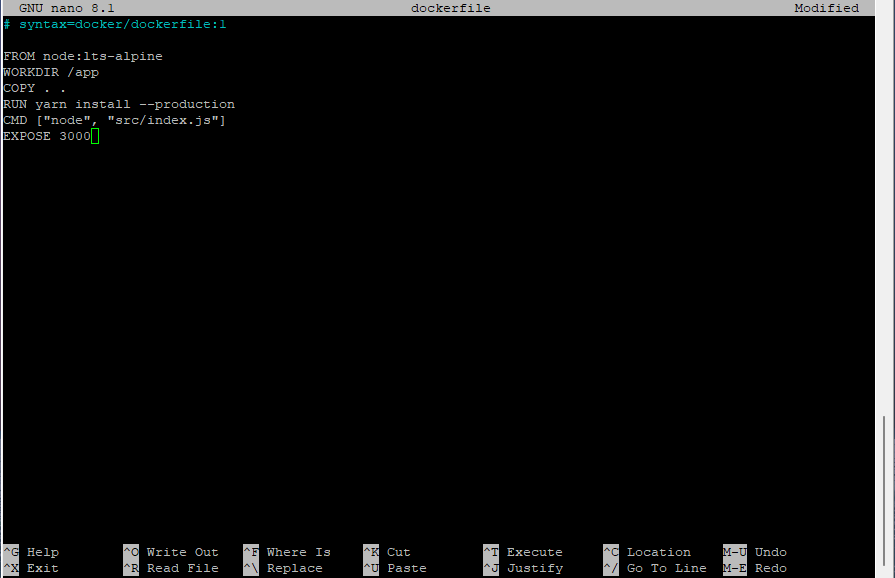 GNU nano 8.1 dockerfile Modified
# syntax=docker/dockerfile:1
FROM node:lts-alpine
WORKDIR /app
COPY . .
RUN yarn install --production
CMD ["node", "src/index.js"]
EXPOSE 3000
^G Help ^O Write Out ^F Where Is ^K Cut ^T Execute ^C Location M-U Undo
^X Exit ^R Read File ^\ Replace ^U Paste ^J Justify ^/ Go To Line M-E Redo